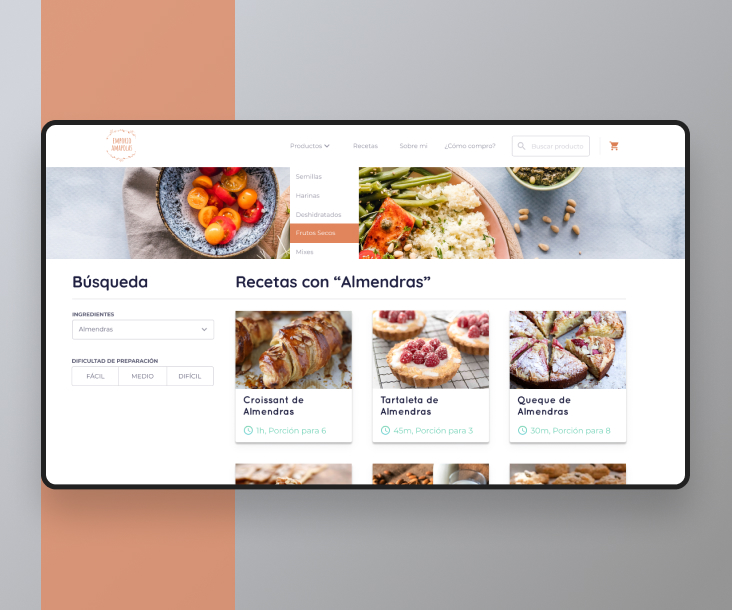 EMPORIO
AMAPOLAS
Productos
Recetas
Sobre mí
¿Cómo compro?
Buscar producto
Semillas
Harinas
Deshidratados
Frutos Secos
Mixes
Búsqueda
Recetas con “Almendras”
INGREDIENTES
Almendras
DIFICULTAD DE PREPARACIÓN
FÁCIL
MEDIO
DIFÍCIL
Croissant de
Almendras
1h, Porción para 6
Tartaleta de
Almendras
45m, Porción para 3
Queque de
Almendras
30m, Porción para 8